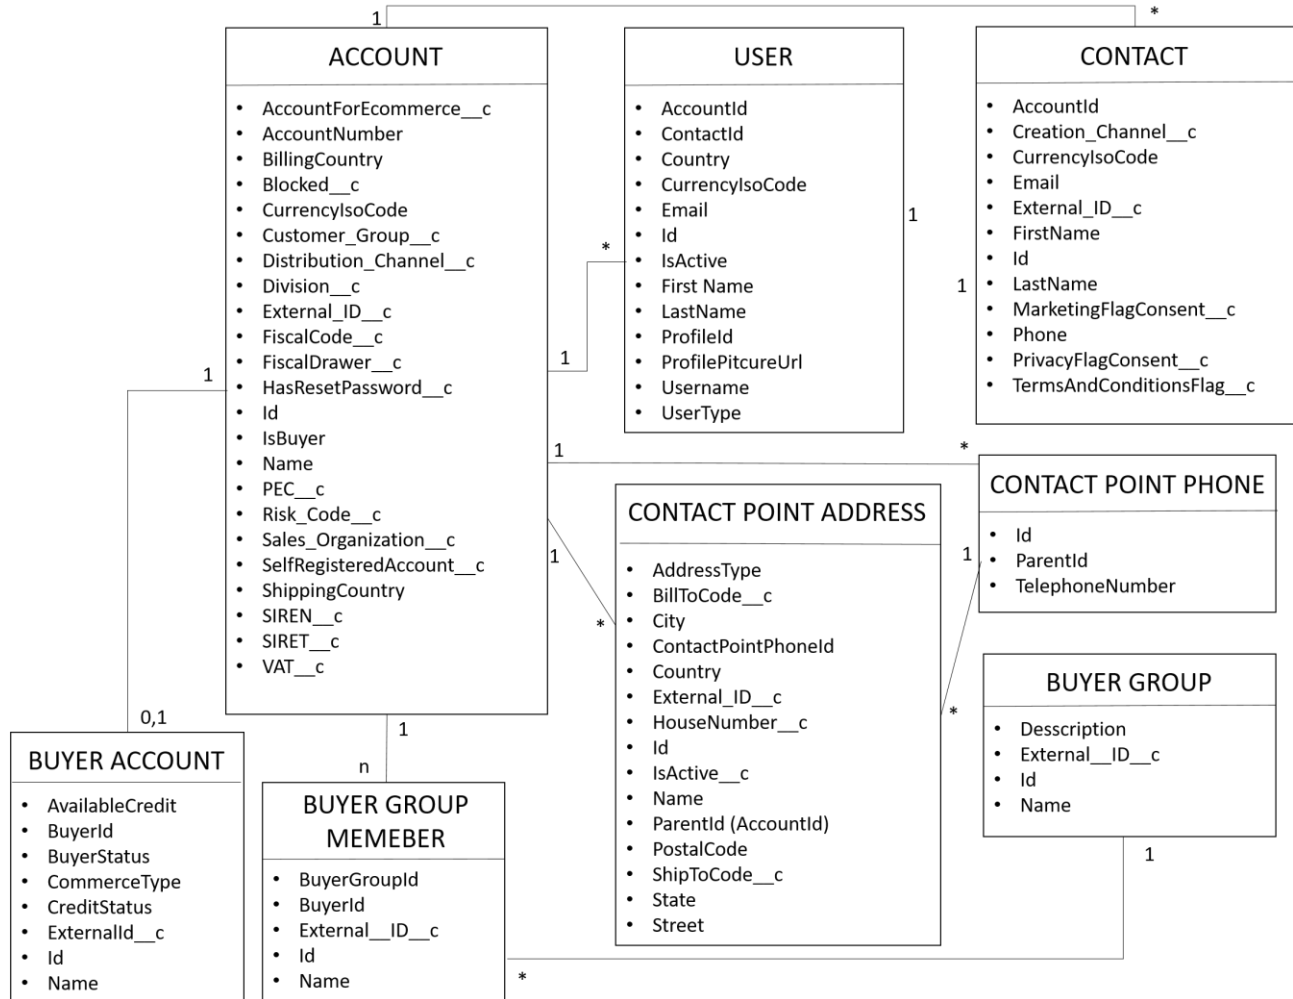 1
*
ACCOUNT
• AccountForEcommerce__c
• AccountNumber
• BillingCountry
• Blocked__c
• CurrencyIsoCode
• Customer_Group__c
• Distribution_Channel__c
• Division__c
• External_ID__c
• FiscalCode__c
• FiscalDrawer__c
• HasResetPassword__c
• Id
• IsBuyer
• Name
• PEC__c
• Risk_Code__c
• Sales_Organization__c
• SelfRegisteredAccount__c
• ShippingCountry
• SIREN__c
• SIRET__c
• VAT__c
USER
• AccountId
• ContactId
• Country
• CurrencyIsoCode
• Email
• Id
• IsActive
• First Name
• LastName
• ProfileId
• ProfilePitcureUrl
• Username
• UserType
CONTACT
• AccountId
• Creation_Channel__c
• CurrencyIsoCode
• Email
• External_ID__c
• FirstName
• Id
• LastName
• MarketingFlagConsent__c
• Phone
• PrivacyFlagConsent__c
• TermsAndConditionsFlag__c
1
*
1
1
1
1
*
CONTACT POINT PHONE
• Id
• ParentId
• TelephoneNumber
CONTACT POINT ADDRESS
• AddressType
• BillToCode__c
• City
• ContactPointPhoneId
• Country
• External_ID__c
• HouseNumber__c
• Id
• IsActive__c
• Name
• ParentId (AccountId)
• PostalCode
• ShipToCode__c
• State
• Street
1
1
*
*
BUYER GROUP
• Desscription
• External__ID__c
• Id
• Name
0,1
1
n
1
*
BUYER ACCOUNT
• AvailableCredit
• BuyerId
• BuyerStatus
• CommerceType
• CreditStatus
• ExternalId__c
• Id
• Name
BUYER GROUP
MEMEBER
• BuyerGroupId
• BuyerId
• External__ID__c
• Id
• Name